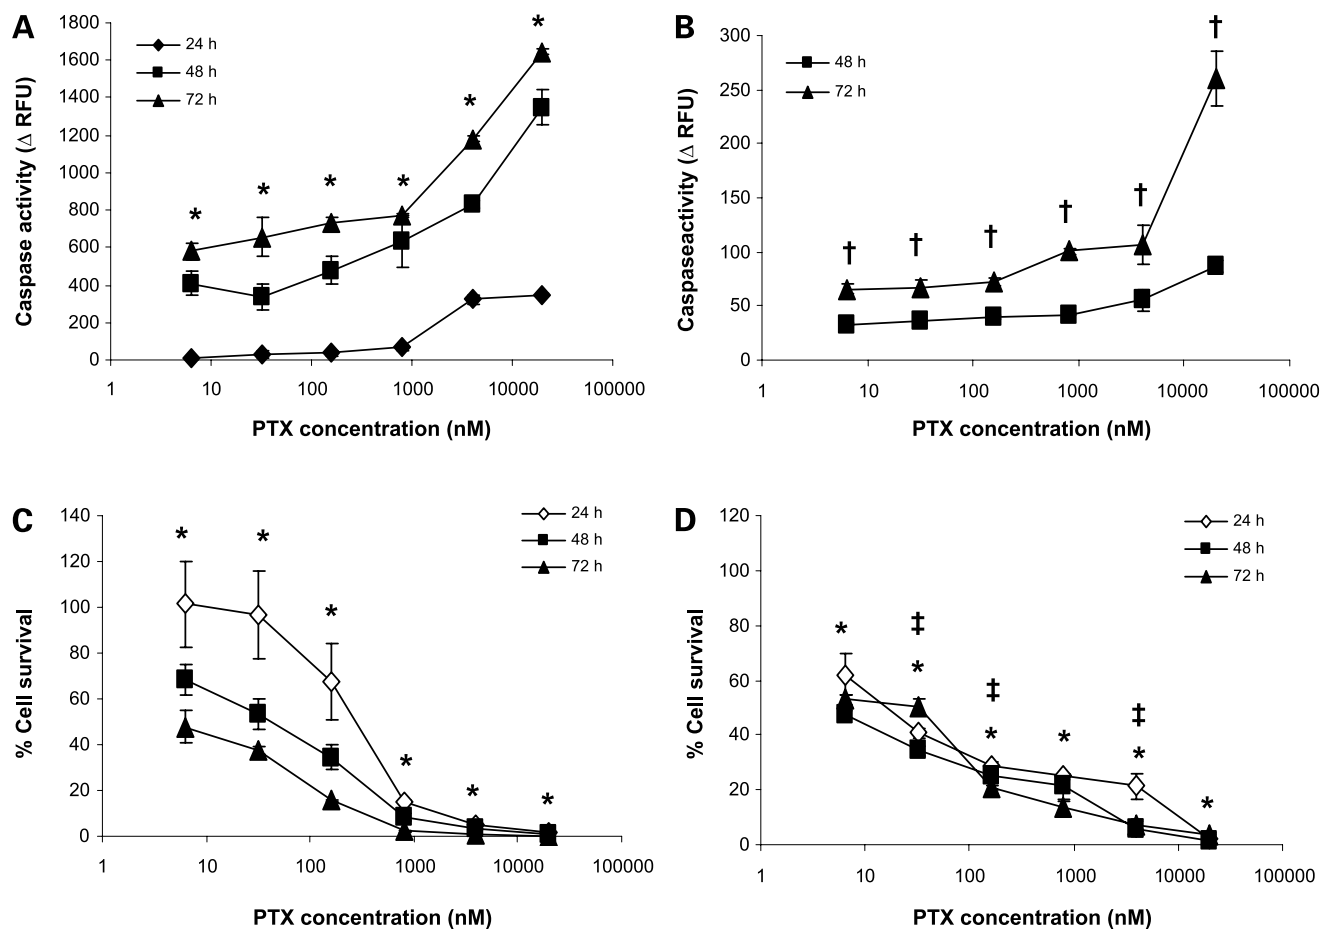 A
1800
1600
1400
1200
1000
800
600
400
200
0
Caspase activity (Δ RFU)
24 h
48 h
72 h
* * * * * *
1 10 100 1000 10000 100000
PTX concentration (nM)
B
300
250
200
150
100
50
0
Caspaseactivity (Δ RFU)
48 h
72 h
† † † † † †
1 10 100 1000 10000 100000
PTX concentration (nM)
C
140
120
100
80
60
40
20
0
% Cell survival
24 h
48 h
72 h
* * * * * *
1 10 100 1000 10000 100000
PTX concentration (nM)
D
120
100
80
60
40
20
0
% Cell survival
24 h
48 h
72 h
‡ ‡ ‡
* * * * * *
1 10 100 1000 10000 100000
PTX concentration (nM)